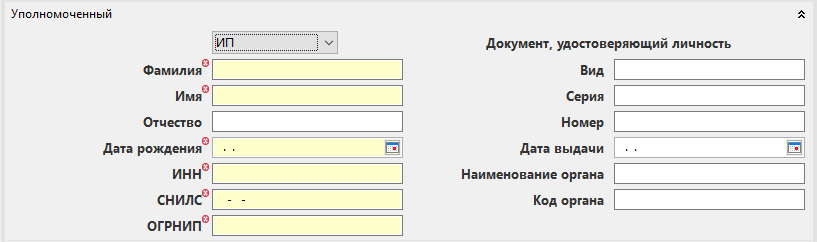 Уполномоченный
ИП
Документ, удостоверяющий личность
Фамилия
Вид
Имя
Серия
Отчество
Номер
Дата рождения . .
Дата выдачи . .
ИНН
Наименование органа
СНИЛС - -
Код органа
ОГРНИП